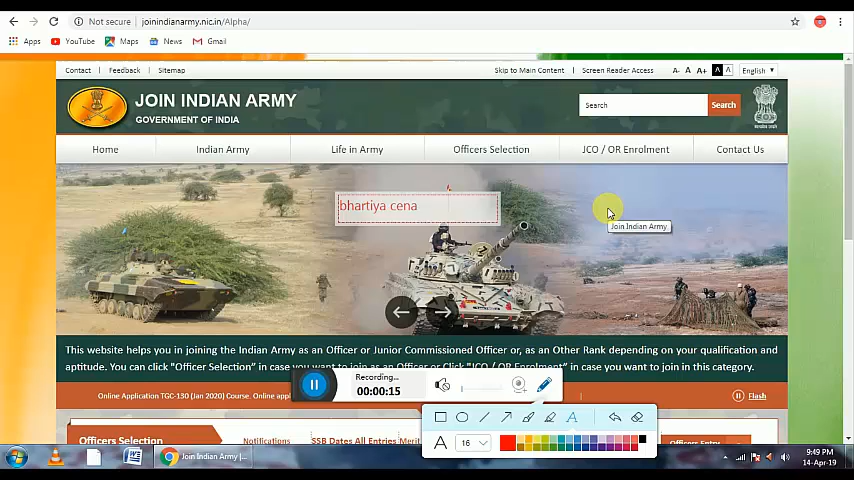 Not secure | joinindianarmy.nic.in/Alpha/
Apps YouTube Maps News Gmail
Contact Feedback Sitemap Skip to Main Content Screen Reader Access A- A A+ A A English
JOIN INDIAN ARMY
GOVERNMENT OF INDIA
Search Search
Home Indian Army Life in Army Officers Selection JCO / OR Enrolment Contact Us
bhartiya cena
Join Indian Army
This website helps you in joining the Indian Army as an Officer or Junior Commissioned Officer or, as an Other Rank depending on your qualification and
aptitude. You can click "Officer Selection" in case you want to join as an Officer or Click "JCO / OR Enrolment" in case you want to join in this category.
Recording...
00:00:15
Online Application TGC-130 (Jan 2020) Course. Online appl Flash
A 16
Officers Selection Notifications SSB Dates All Entries Merit Officers Entry
Join Indian Army |...
9:49 PM
14-Apr-19